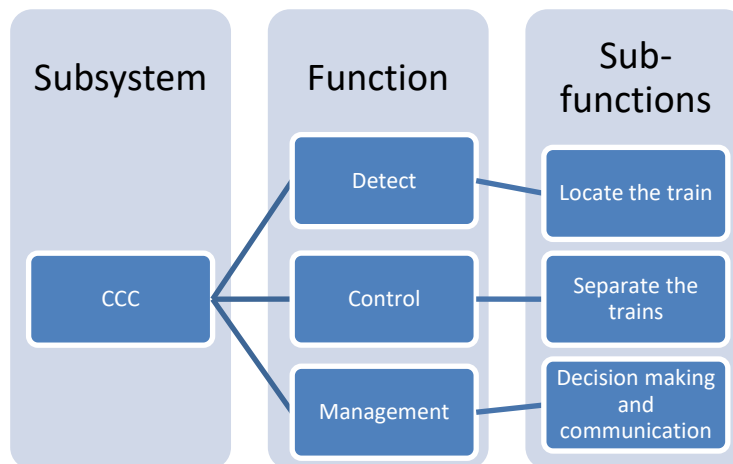 Subsystem
Function
Sub-
functions
CCC
Detect
Control
Management
Locate the train
Separate the
trains
Decision making
and
communication